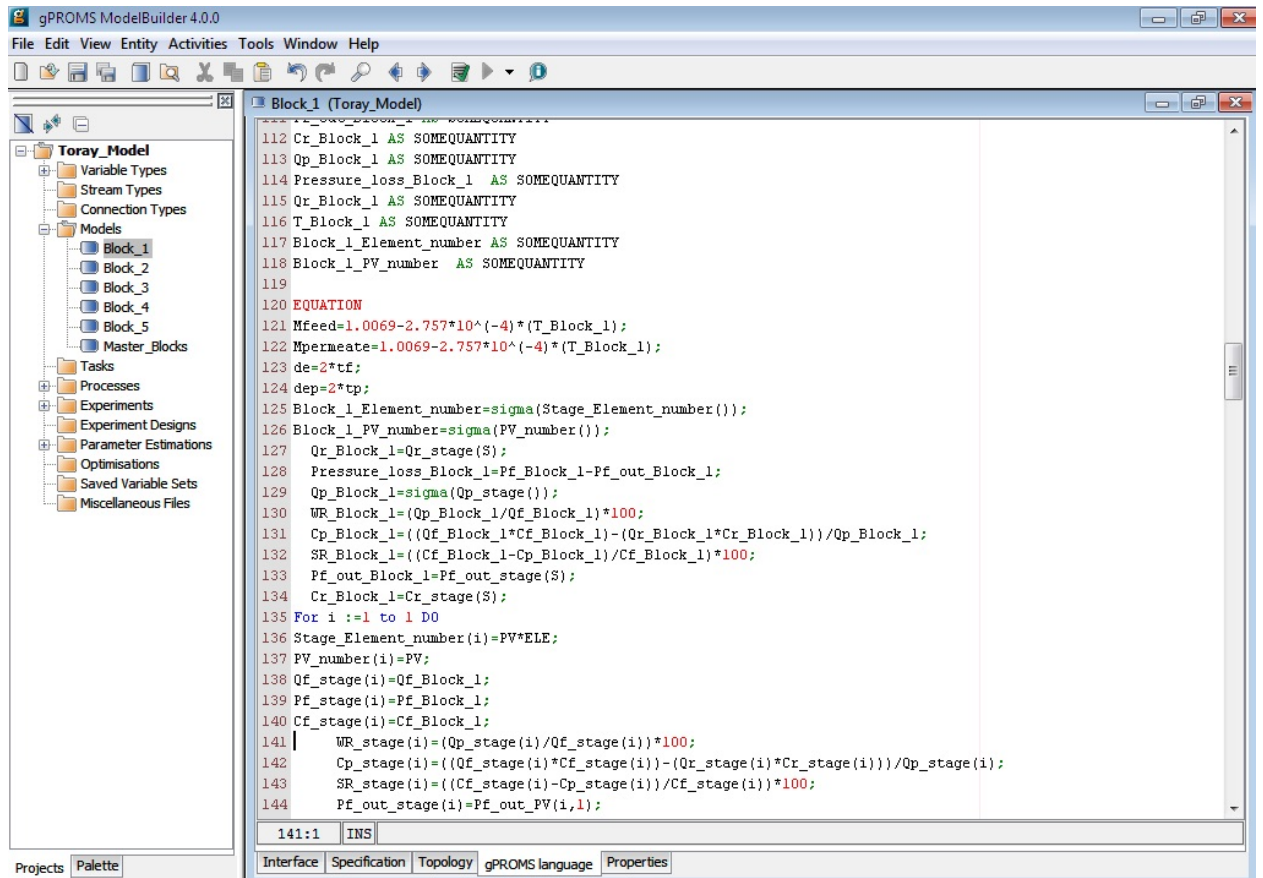 gPROMS ModelBuilder 4.0.0
File Edit View Entity Activities Tools Window Help
Toray_Model
Variable Types
Stream Types
Connection Types
Models
Block_1
Block_2
Block_3
Block_4
Block_5
Master_Blocks
Tasks
Processes
Experiments
Experiment Designs
Parameter Estimations
Optimisations
Saved Variable Sets
Miscellaneous Files
Projects Palette
Block_1 (Toray_Model)
112 Cr_Block_1 AS SOMEQUANTITY
113 Qp_Block_1 AS SOMEQUANTITY
114 Pressure_loss_Block_1  AS SOMEQUANTITY
115 Qr_Block_1 AS SOMEQUANTITY
116 T_Block_1 AS SOMEQUANTITY
117 Block_1_Element_number AS SOMEQUANTITY
118 Block_1_PV_number  AS SOMEQUANTITY
119
120 EQUATION
121 Mfeed=1.0069-2.757*10^(-4)*(T_Block_1);
122 Mpermeate=1.0069-2.757*10^(-4)*(T_Block_1);
123 de=2*tf;
124 dep=2*tp;
125 Block_1_Element_number=sigma(Stage_Element_number());
126 Block_1_PV_number=sigma(PV_number());
127 Qr_Block_1=Qr_stage(S);
128 Pressure_loss_Block_1=Pf_Block_1-Pf_out_Block_1;
129 Qp_Block_1=sigma(Qp_stage());
130 WR_Block_1=(Qp_Block_1/Qf_Block_1)*100;
131 Cp_Block_1=((Qf_Block_1*Cf_Block_1)-(Qr_Block_1*Cr_Block_1))/Qp_Block_1;
132 SR_Block_1=((Cf_Block_1-Cp_Block_1)/Cf_Block_1)*100;
133 Pf_out_Block_1=Pf_out_stage(S);
134 Cr_Block_1=Cr_stage(S);
135 For i :=1 to 1 DO
136 Stage_Element_number(i)=PV*ELE;
137 PV_number(i)=PV;
138 Qf_stage(i)=Qf_Block_1;
139 Pf_stage(i)=Pf_Block_1;
140 Cf_stage(i)=Cf_Block_1;
141 WR_stage(i)=(Qp_stage(i)/Qf_stage(i))*100;
142 Cp_stage(i)=((Qf_stage(i)*Cf_stage(i))-(Qr_stage(i)*Cr_stage(i)))/Qp_stage(i);
143 SR_stage(i)=((Cf_stage(i)-Cp_stage(i))/Cf_stage(i))*100;
144 Pf_out_stage(i)=Pf_out_PV(i,1);
141:1 INS
Interface Specification Topology gPROMS language Properties